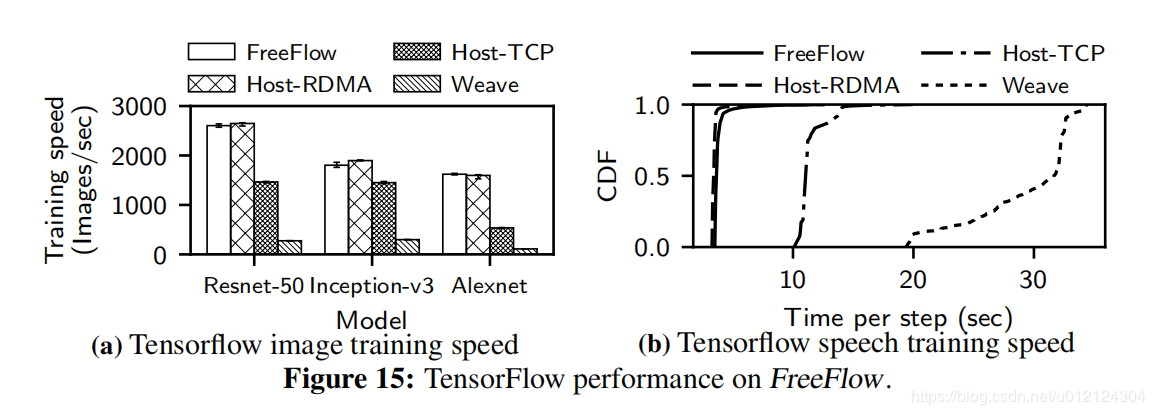 FreeFlow Host-TCP
Host-RDMA Weave
Training speed
(Images/sec)
3000
2000
1000
0
Resnet-50 Inception-v3 Alexnet
Model
(a) Tensorflow image training speed
FreeFlow Host-TCP
Host-RDMA Weave
CDF
1.0
0.5
0.0
10 20 30
Time per step (sec)
(b) Tensorflow speech training speed
Figure 15: TensorFlow performance on FreeFlow.
https://blog.csdn.net/u012124304